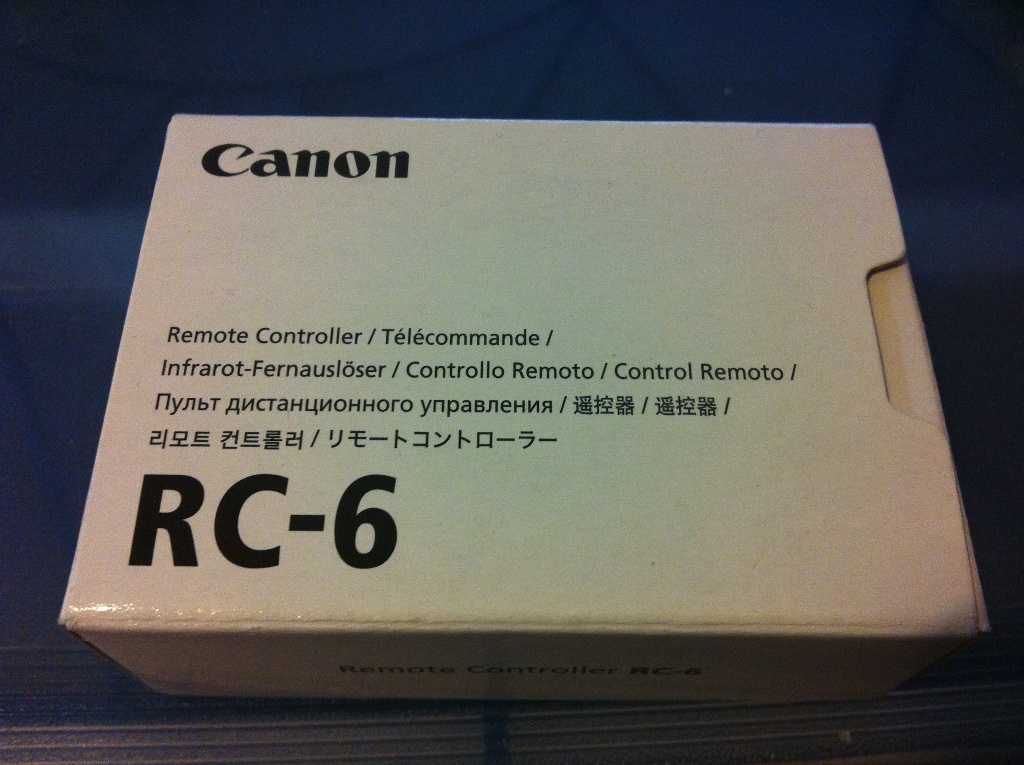 Canon
Remote Controller / Télécommande /
Infrarot-Fernauslöser / Controllo Remoto / Control Remoto /
Пульт дистанционного управления / 遥控器 / 遥控器 /
리모트 컨트롤러 / リモートコントローラー
RC-6
Remote Controller RC-6